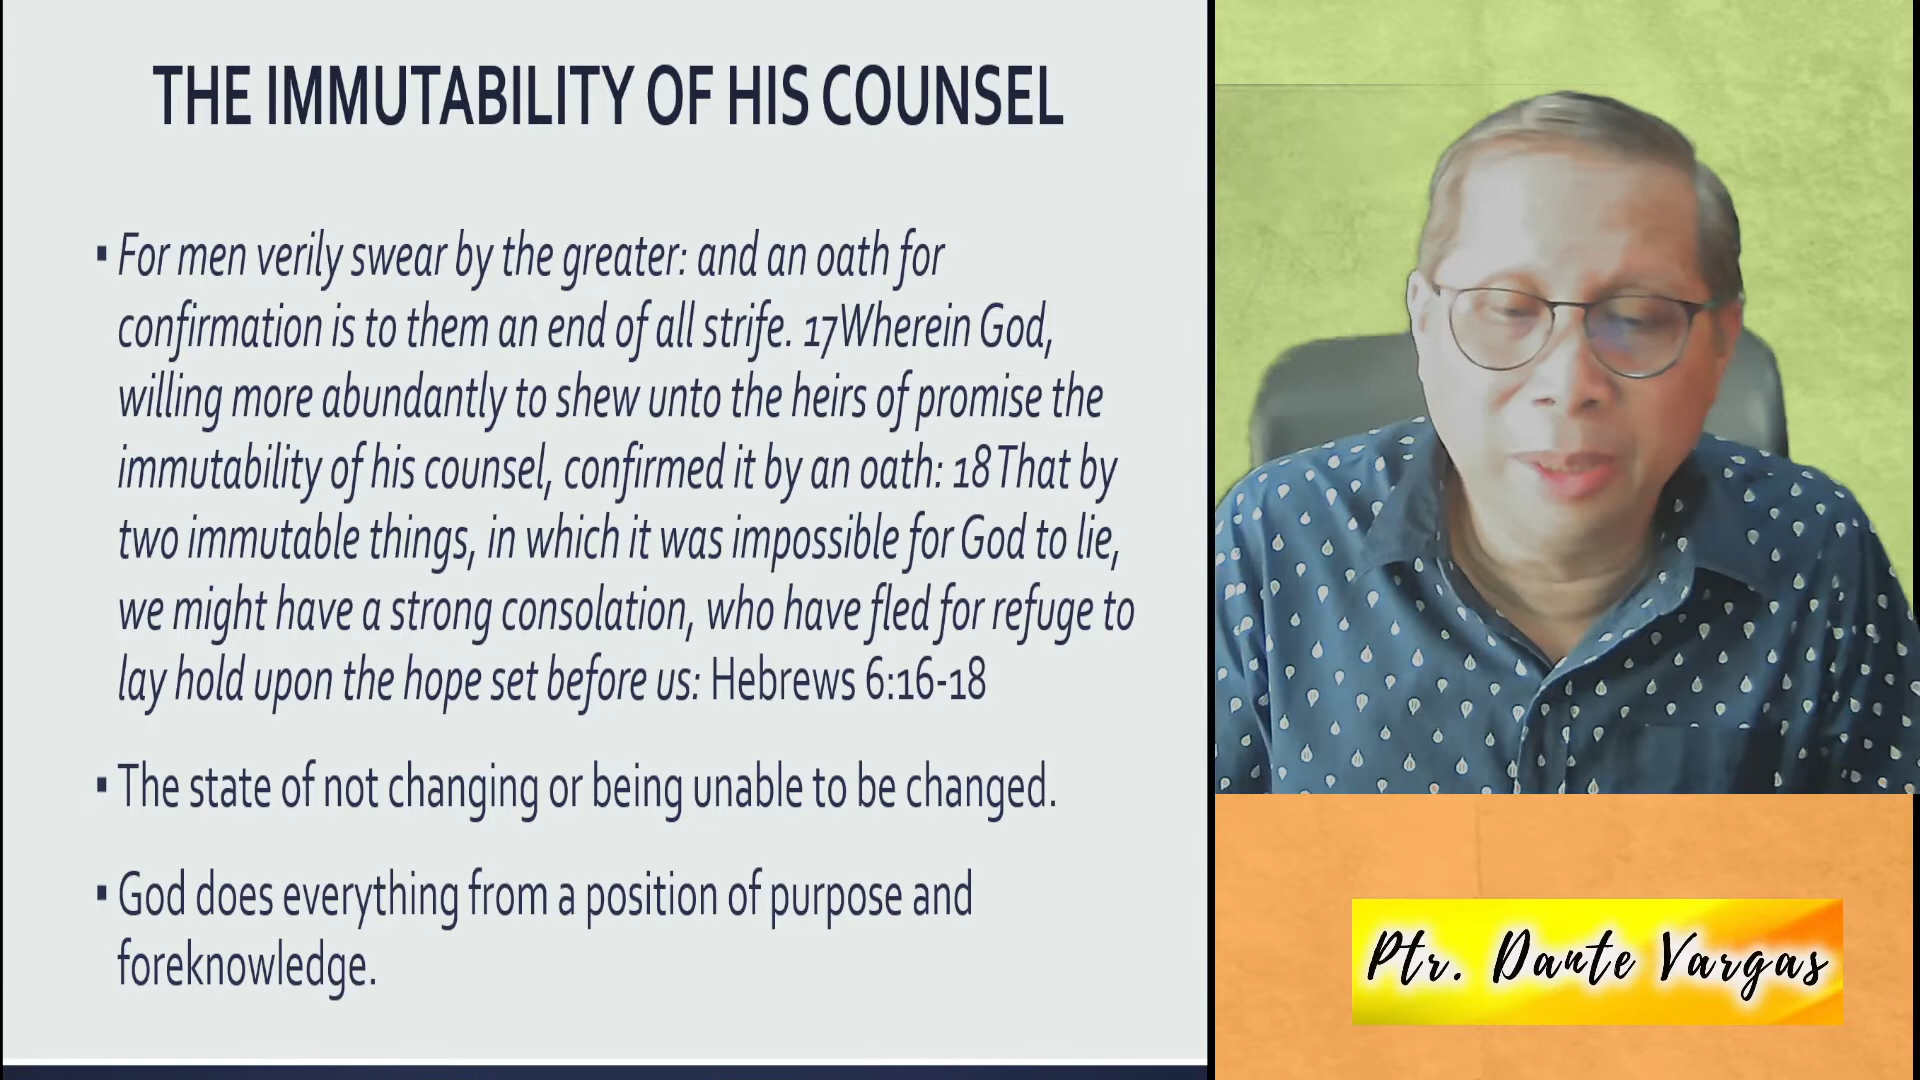 THE IMMUTABILITY OF HIS COUNSEL
▪ For men verily swear by the greater: and an oath for
confirmation is to them an end of all strife. 17Wherein God,
willing more abundantly to shew unto the heirs of promise the
immutability of his counsel, confirmed it by an oath: 18That by
two immutable things, in which it was impossible for God to lie,
we might have a strong consolation, who have fled for refuge to
lay hold upon the hope set before us: Hebrews 6:16-18
▪ The state of not changing or being unable to be changed.
▪ God does everything from a position of purpose and
foreknowledge.
Ptr. Dante Vargas